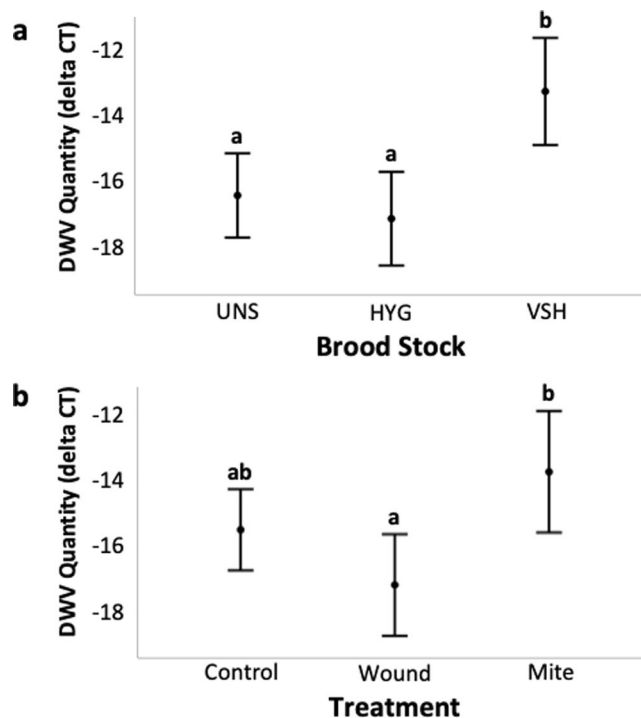 a
DWV Quantity (delta CT)
-12
-14
-16
-18
a
a
b
UNS HYG VSH
Brood Stock
b
DWV Quantity (delta CT)
-12
-14
-16
-18
ab
a
b
Control Wound Mite
Treatment